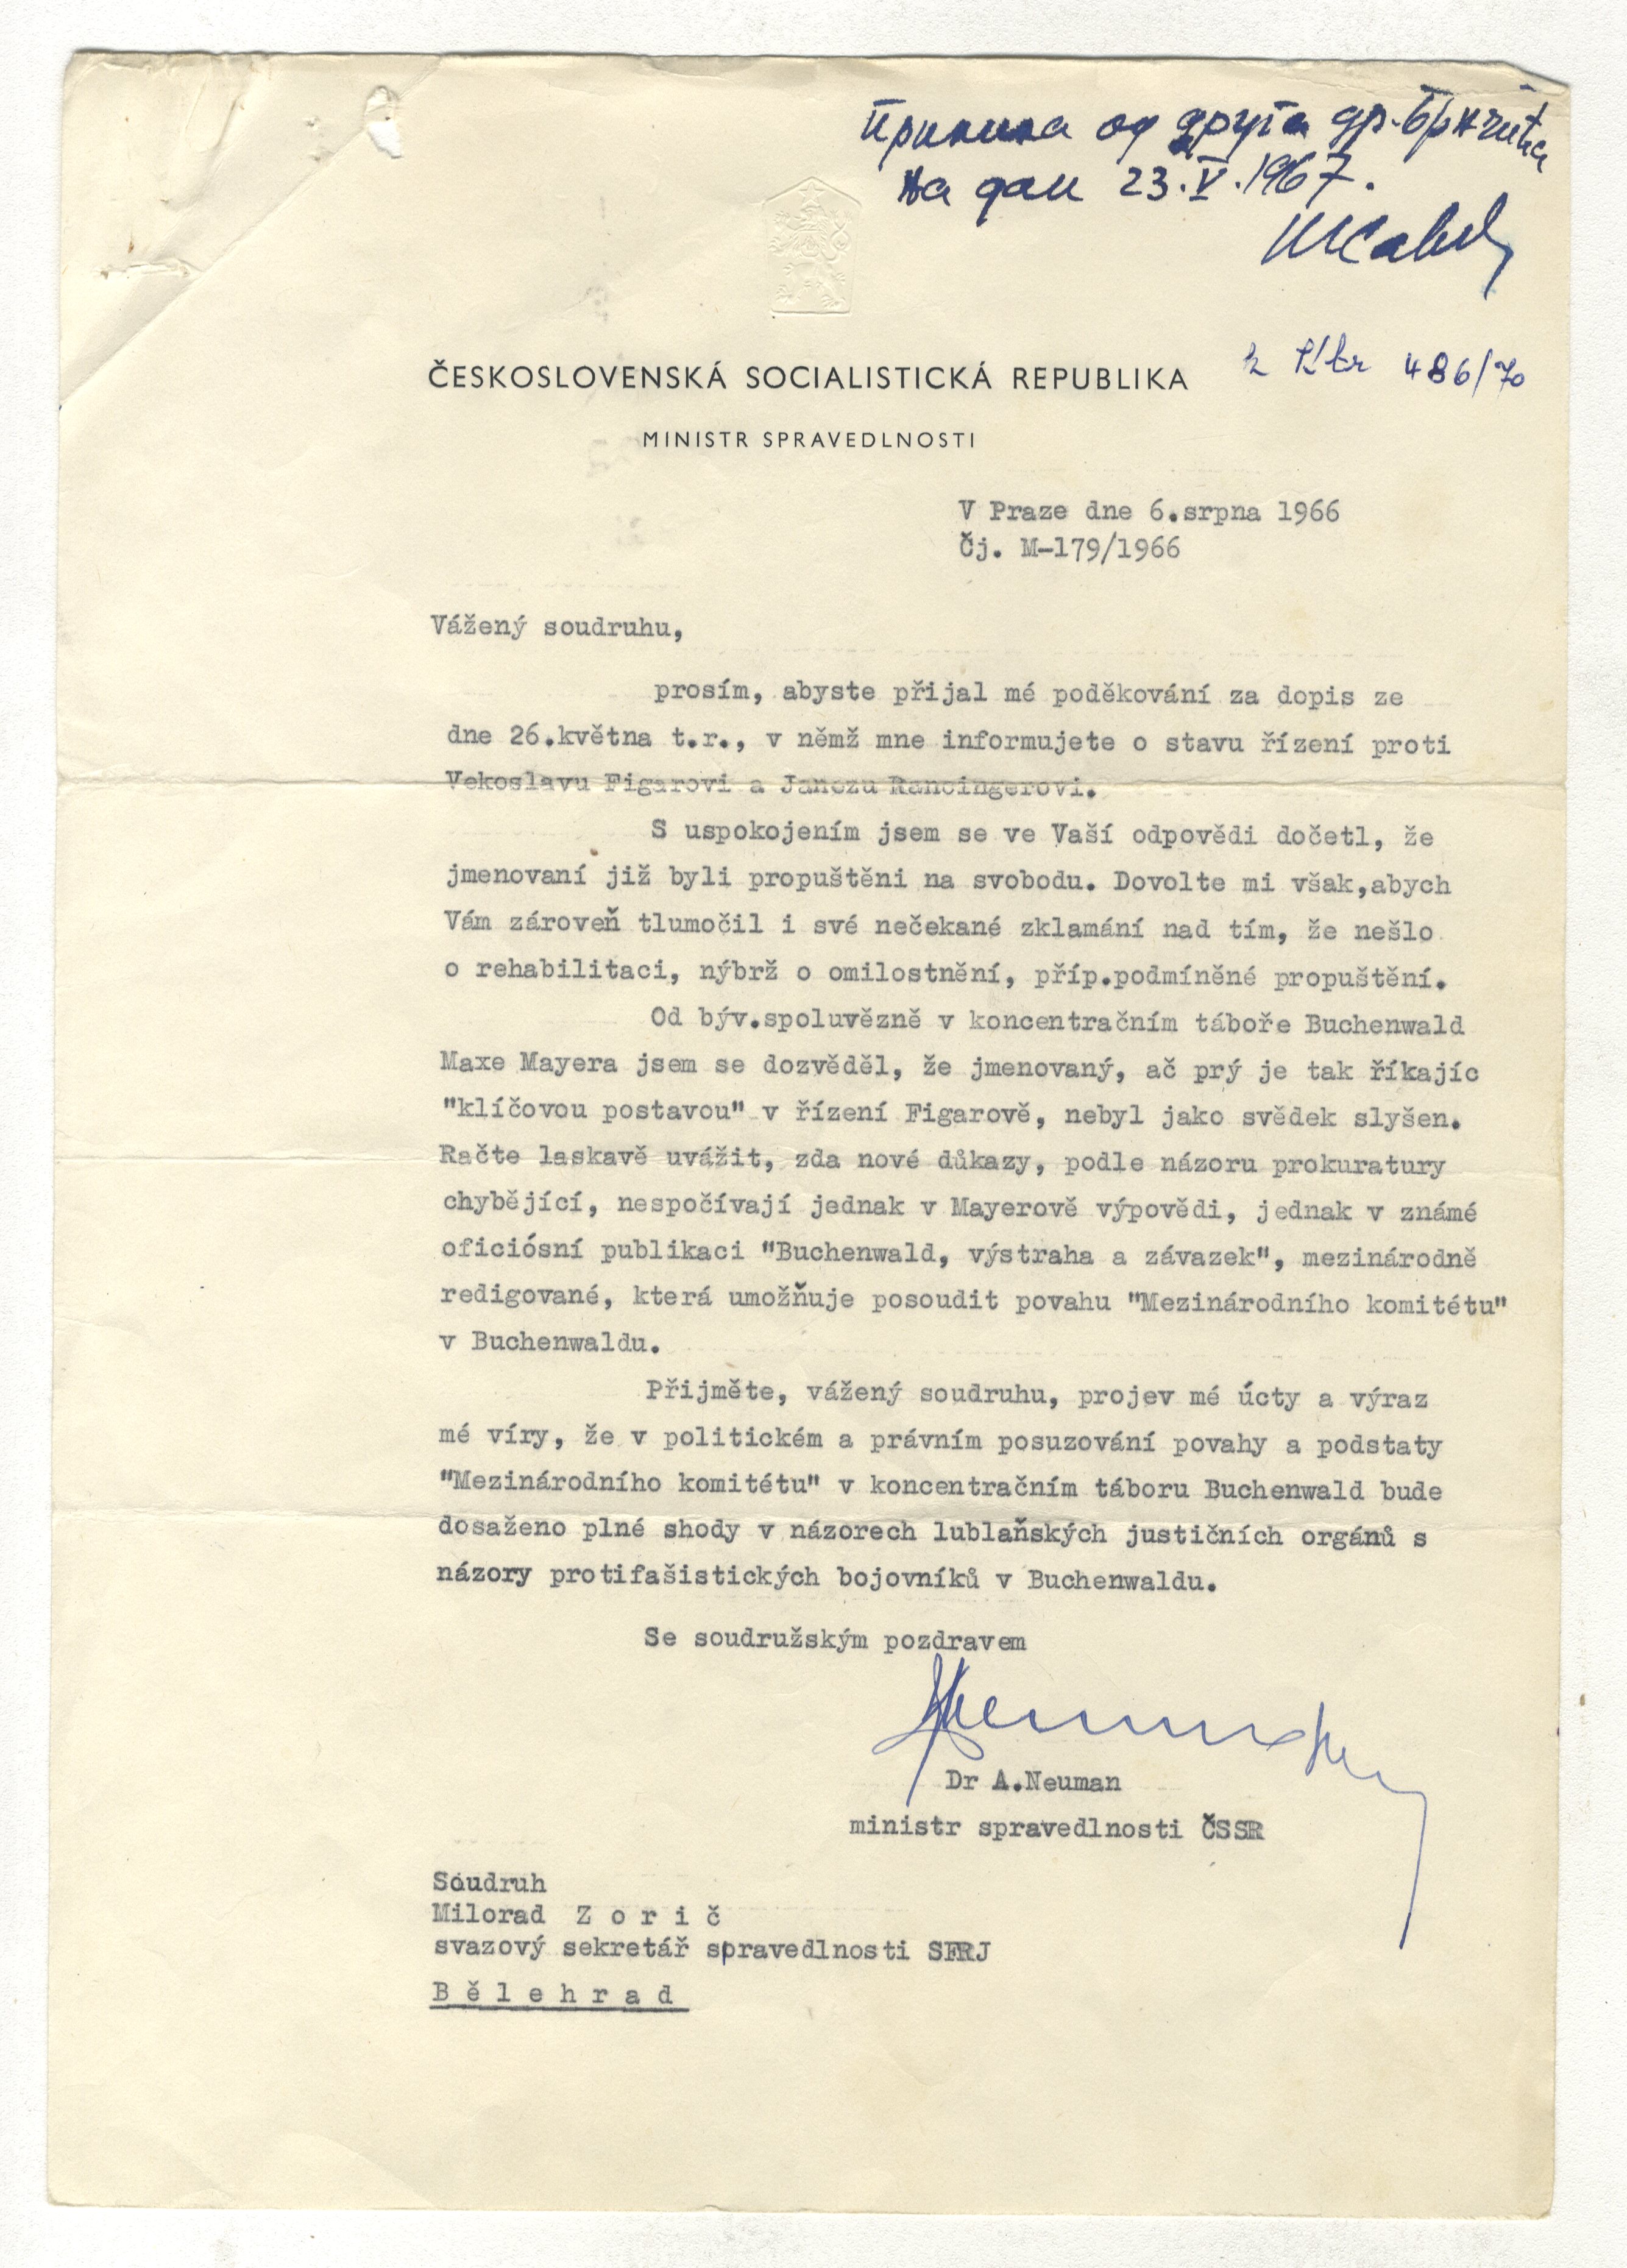 од друга др.
на дан 23.V.1967.
ČESKOSLOVENSKÁ SOCIALISTICKÁ REPUBLIKA
k Ktr 486/70
MINISTR SPRAVEDLNOSTI
V Praze dne 6.srpna 1966
Čj. M-179/1966
Vážený soudruhu,
prosím, abyste přijal mé poděkování za dopis ze
dne 26.května t.r., v němž mne informujete o stavu řízení proti
Vekoslavu Figarovi a Janezu Rancingerovi.
S uspokojením jsem se ve Vaší odpovědi dočetl, že
jmenovaní již byli propuštěni na svobodu. Dovolte mi však,abych
Vám zároveň tlumočil i své nečekané zklamání nad tím, že nešlo
o rehabilitaci, nýbrž o omilostnění, příp.podmíněné propuštění.
Od býv.spoluvězně v koncentračním táboře Buchenwald
Maxe Mayera jsem se dozvěděl, že jmenovaný, ač prý je tak říkajíc
"klíčovou postavou" v řízení Figarově, nebyl jako svědek slyšen.
Račte laskavě uvážit, zda nové důkazy, podle názoru prokuratury
chybějící, nespočívají jednak v Mayerově výpovědi, jednak v známé
oficiósní publikaci "Buchenwald, výstraha a závazek", mezinárodně
redigované, která umožňuje posoudit povahu "Mezinárodního komitétu"
v Buchenwaldu.
Přijměte, vážený soudruhu, projev mé úcty a výraz
mé víry, že v politickém a právním posuzování povahy a podstaty
"Mezinárodního komitétu" v koncentračním táboru Buchenwald bude
dosaženo plné shody v názorech lublaňských justičních orgánů s
názory protifašistických bojovníků v Buchenwaldu.
Se soudružským pozdravem
Dr A.Neuman
ministr spravedlnosti ČSSR
Soudruh
Milorad Z o r i č
svazový sekretář spravedlnosti SFRJ
B ě l e h r a d